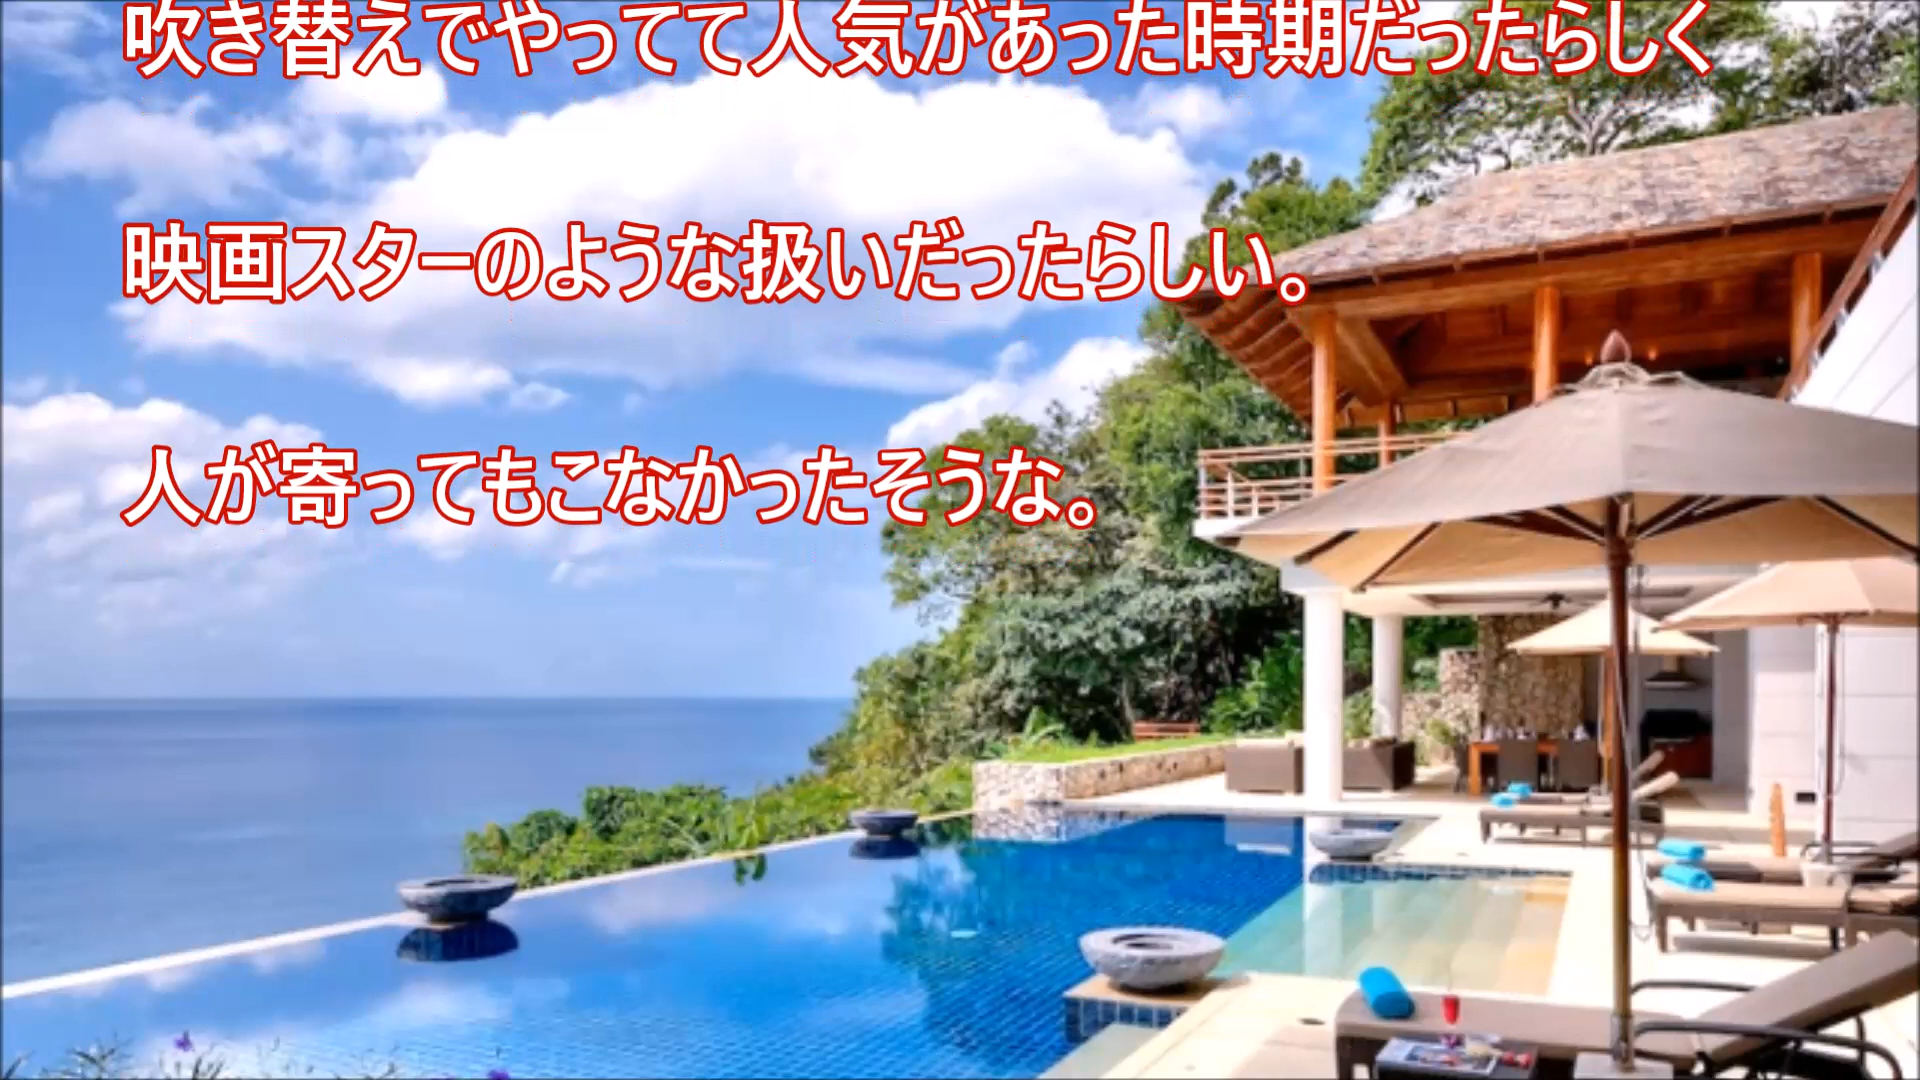 吹き替えでやってて人気があった時期だったらしく
映画スターのような扱いだったらしい。
人が寄ってもこなかったそうな。